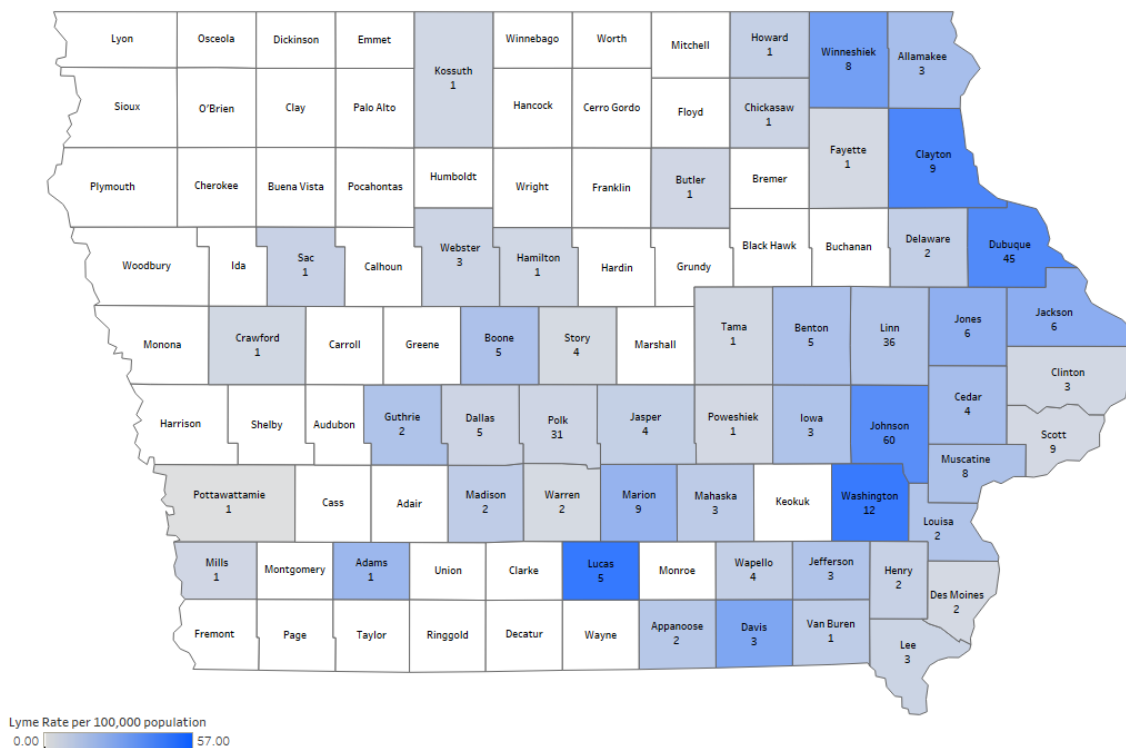 Lyon
Osceola
Dickinson
Emmet
Kossuth
1
Winnebago
Worth
Mitchell
Howard
1
Winneshiek
8
Allamakee
3
Sioux
O'Brien
Clay
Palo Alto
Hancock
Cerro Gordo
Floyd
Chickasaw
1
Fayette
1
Clayton
9
Plymouth
Cherokee
Buena Vista
Pocahontas
Humboldt
Wright
Franklin
Butler
1
Bremer
Woodbury
Ida
Sac
1
Calhoun
Webster
3
Hamilton
1
Hardin
Grundy
Black Hawk
Buchanan
Delaware
2
Dubuque
45
Monona
Crawford
1
Carroll
Greene
Boone
5
Story
4
Marshall
Tama
1
Benton
5
Linn
36
Jones
6
Jackson
6
Clinton
3
Harrison
Shelby
Audubon
Guthrie
2
Dallas
5
Polk
31
Jasper
4
Poweshiek
1
Iowa
3
Johnson
60
Cedar
4
Scott
9
Muscatine
8
Pottawattamie
1
Cass
Adair
Madison
2
Warren
2
Marion
9
Mahaska
3
Keokuk
Washington
12
Louisa
2
Mills
1
Montgomery
Adams
1
Union
Clarke
Lucas
5
Monroe
Wapello
4
Jefferson
3
Henry
2
Des Moines
2
Fremont
Page
Taylor
Ringgold
Decatur
Wayne
Appanoose
2
Davis
3
Van Buren
1
Lee
3
Lyme Rate per 100,000 population
0.00 57.00